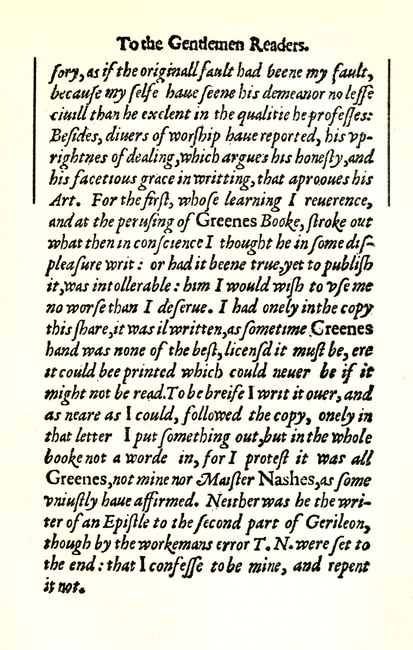 To the Gentlemen Readers.
ſory, as if the originall fault had beene my fault,
becauſe my ſelfe haue ſeene his demeanor no leſſe
ciuill than he exclent in the qualitie he profeſſes:
Beſides, diuers of worſhip haue reported, his vp-
rightnes of dealing, which argues his honeſty, and
his facetious grace in writting, that aprooues his
Art. For the firſt, whoſe learning I reuerence,
and at the peruſing of Greenes Booke, ſtroke out
what then in conſcience I thought he in ſome diſ-
pleaſure writ: or had it beene true, yet to publiſh
it, was intollerable: him I would wiſh to vſe me
no worſe than I deſerue. I had onely in the copy
this ſhare, it was il written, as ſometime Greenes
hand was none of the beſt, licenſd it muſt be, ere
it could bee printed which could neuer be if it
might not be read. To be breife I writ it ouer, and
as neare as I could, followed the copy, onely in
that letter I put ſomething out, but in the whole
booke not a worde in, for I proteſt it was all
Greenes, not mine nor Maiſter Naſhes, as ſome
vniuſtly haue affirmed. Neither was he the wri-
ter of an Epiſtle to the ſecond part of Gerileon,
though by the workemans error T. N. were ſet to
the end: that I confeſſe to be mine, and repent
it not.